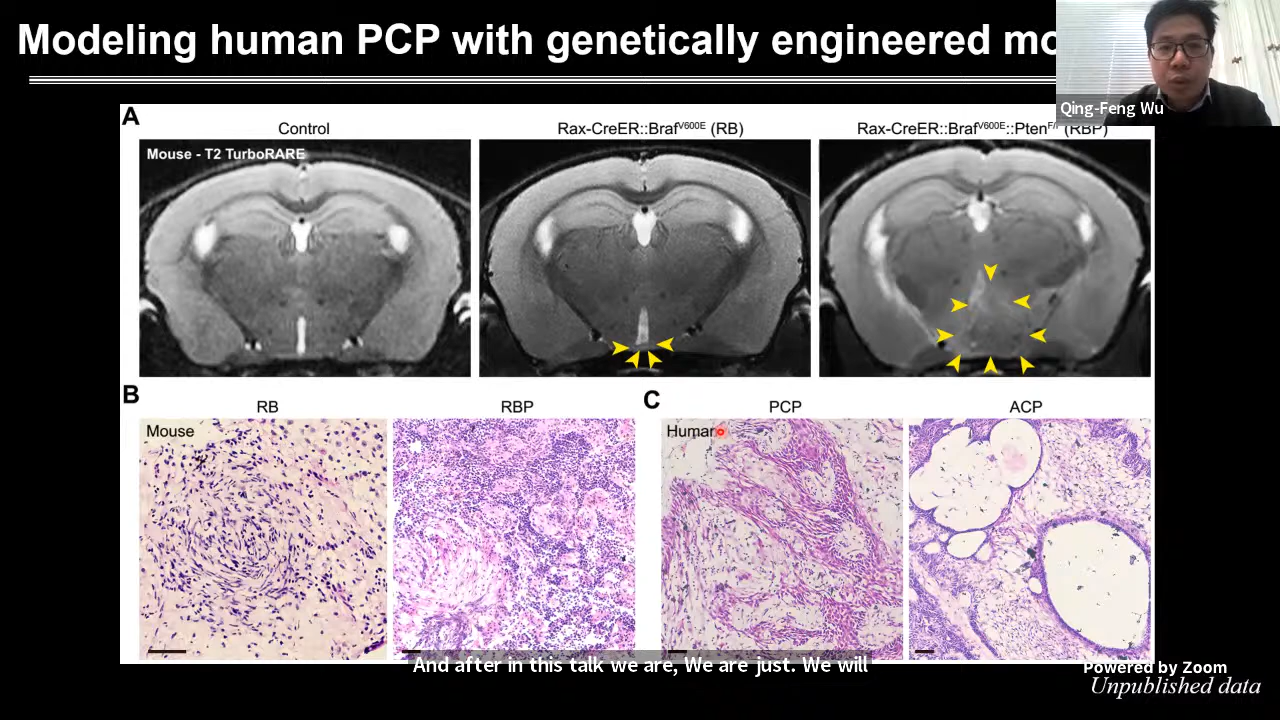 Modeling human PCP with genetically engineered mo
Qing-Feng Wu
A
Control
Rax-CreER::Braf^V600E (RB)
Rax-CreER::Braf^V600E::Pten^F/F (RBP)
Mouse - T2 TurboRARE
B
RB
RBP
C
PCP
ACP
Mouse
Human
And after in this talk we are, We are just. We will
Powered by Zoom
Unpublished data